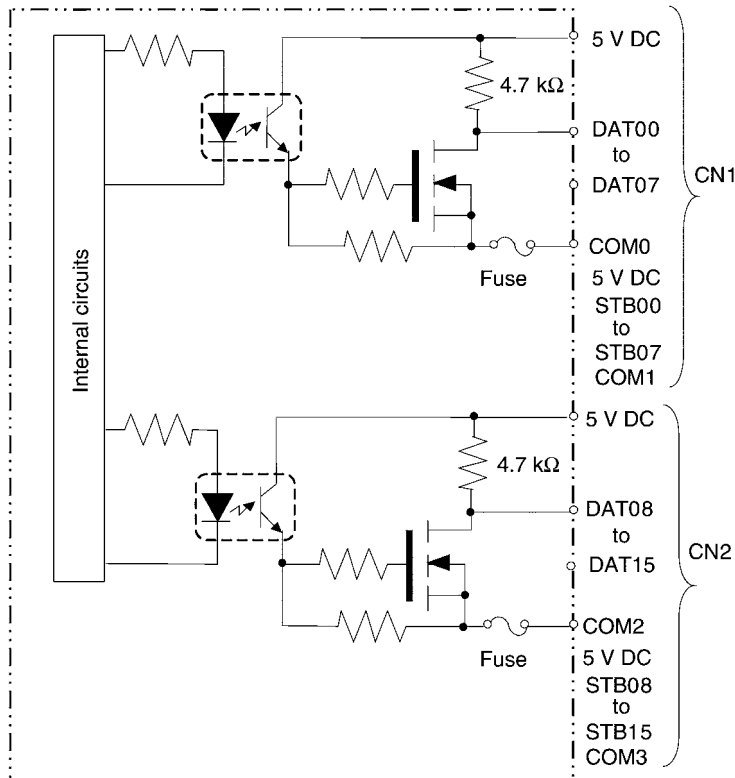 5 V DC
4.7 kΩ
DAT00
to
DAT07
CN1
COM0
Fuse
5 V DC
STB00
to
STB07
COM1
Internal circuits
5 V DC
4.7 kΩ
DAT08
to
DAT15
CN2
COM2
Fuse
5 V DC
STB08
to
STB15
COM3